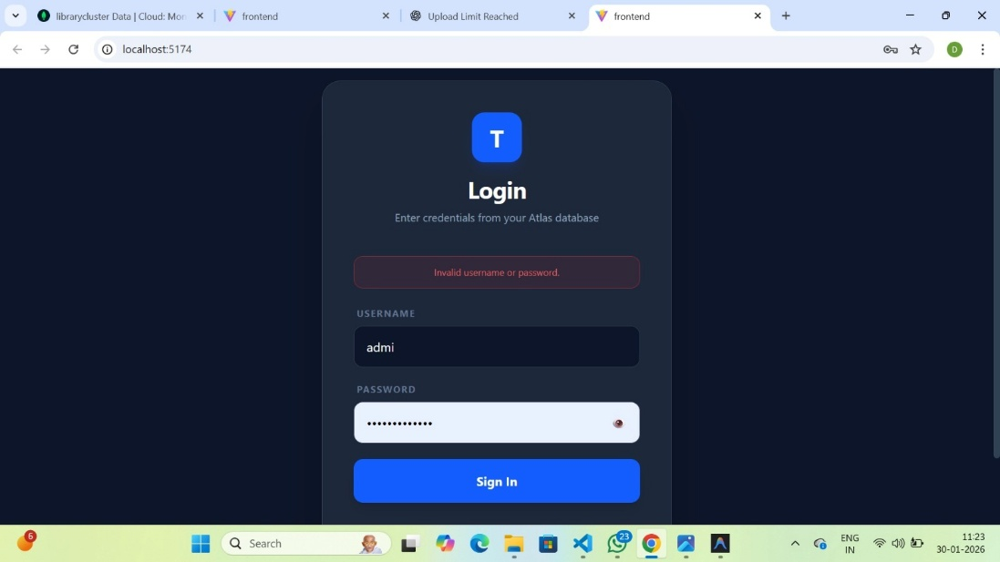 librarycluster Data | Cloud: Mon
frontend
Upload Limit Reached
frontend
localhost:5174
D
T
Login
Enter credentials from your Atlas database
Invalid username or password.
USERNAME
admi
PASSWORD
•••••••••••••
Sign In
6
Search
23
ENG
IN
11:23
30-01-2026